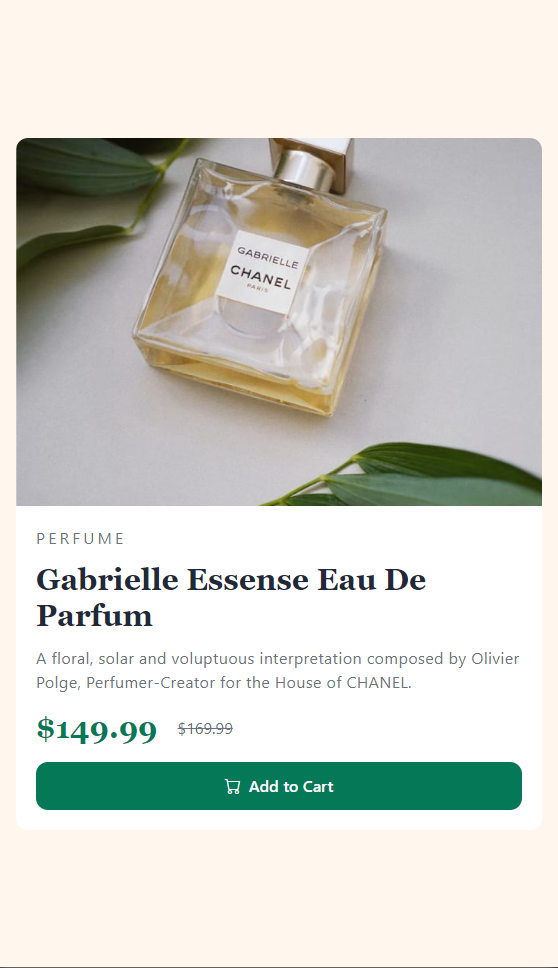 GABRIELLE
CHANEL
PARIS
PERFUME
Gabrielle Essense Eau De
Parfum
A floral, solar and voluptuous interpretation composed by Olivier
Polge, Perfumer-Creator for the House of CHANEL.
$149.99 $169.99
Add to Cart